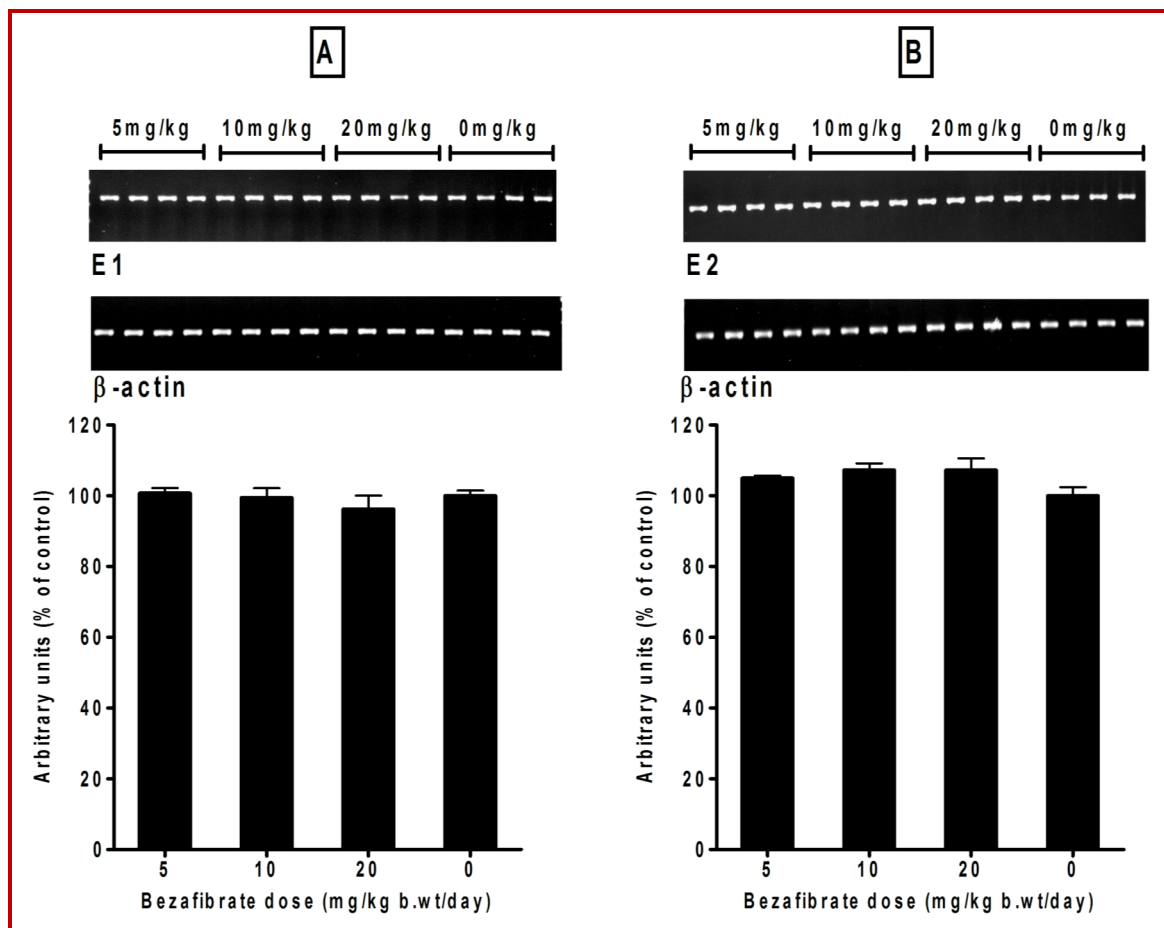 A
5mg/kg 10mg/kg 20mg/kg 0mg/kg
E1
β-actin
120
100
80
60
40
20
0
Arbitrary units (% of control)
5 10 20 0
Bezafibrate dose (mg/kg b.wt/day)
B
5mg/kg 10mg/kg 20mg/kg 0mg/kg
E2
β-actin
120
100
80
60
40
20
0
Arbitrary units (% of control)
5 10 20 0
Bezafibrate dose (mg/kg b.wt/day)